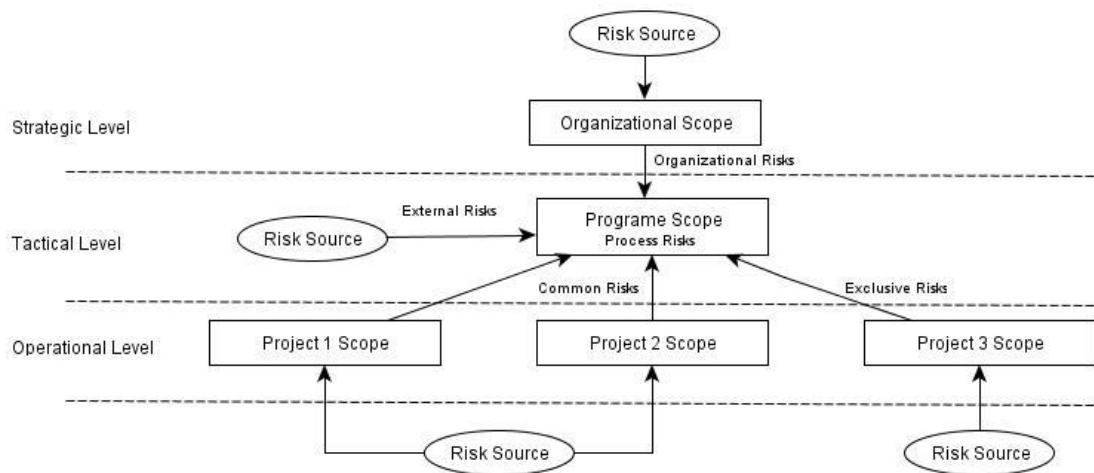 Risk Source
Strategic Level
Organizational Scope
Organizational Risks
External Risks
Programe Scope
Tactical Level
Risk Source
Process Risks
Common Risks
Exclusive Risks
Operational Level
Project 1 Scope
Project 2 Scope
Project 3 Scope
Risk Source
Risk Source